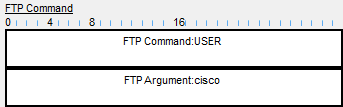 FTP Command
0 4 8 16
FTP Command:USER
FTP Argument:cisco